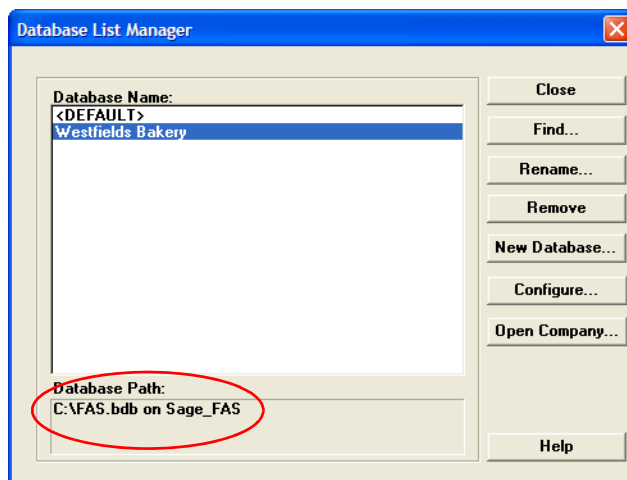 Database List Manager
Database Name:
<DEFAULT>
Westfields Bakery
Database Path:
C:\FAS.bdb on Sage_FAS
Close
Find...
Rename...
Remove
New Database...
Configure...
Open Company...
Help